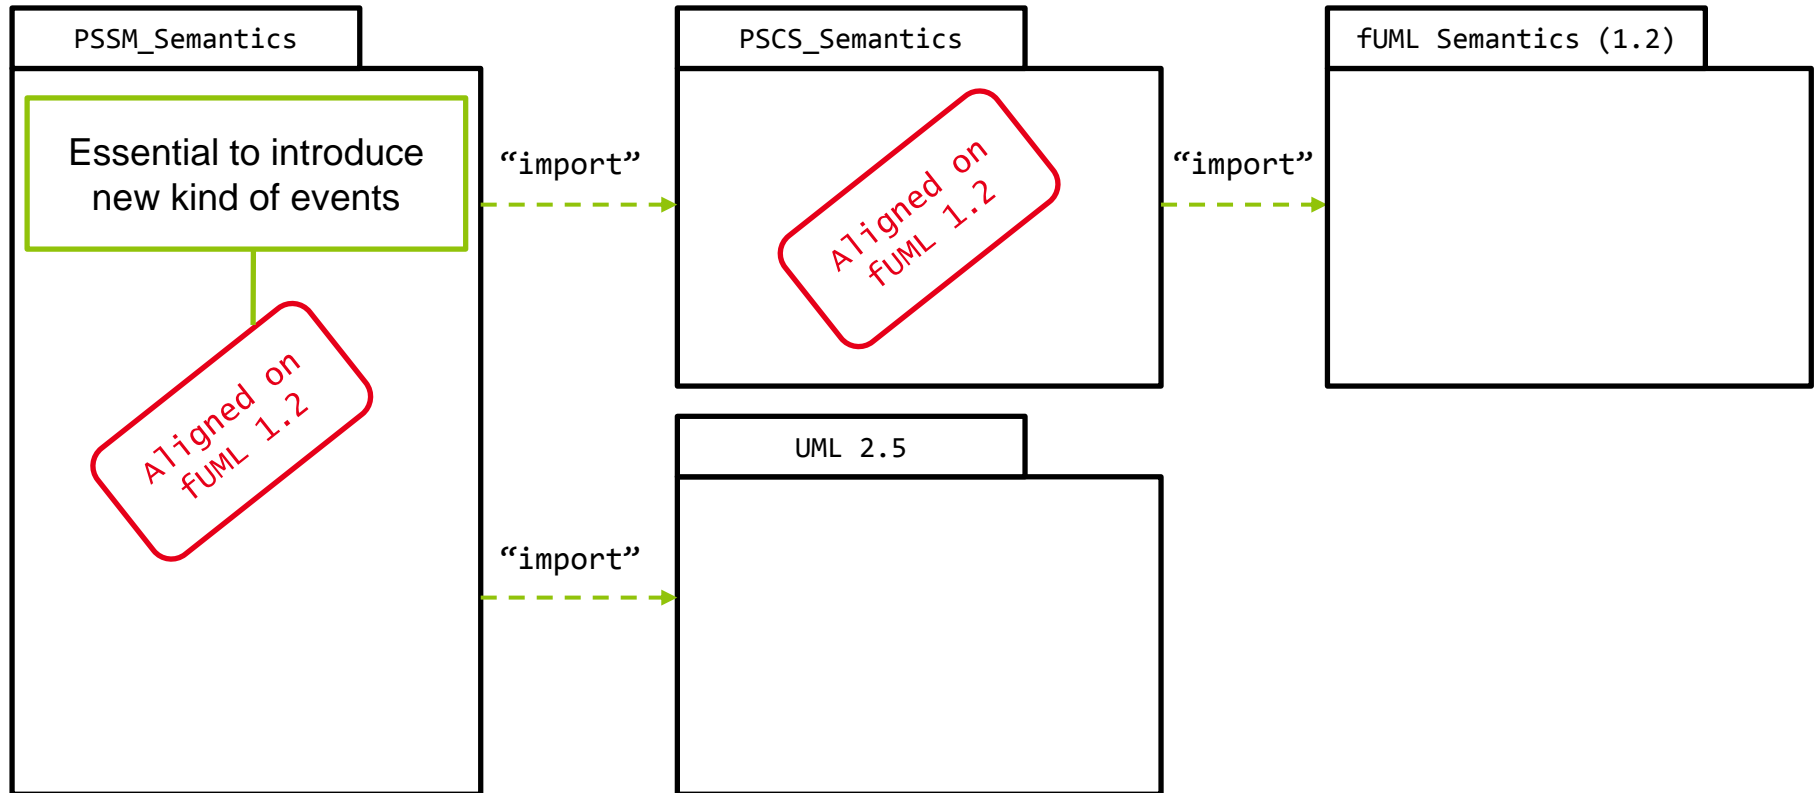 PSSM_Semantics
Essential to introduce
new kind of events
Aligned on
fUML 1.2
“import”
“import”
PSCS_Semantics
Aligned on
fUML 1.2
“import”
fUML Semantics (1.2)
UML 2.5